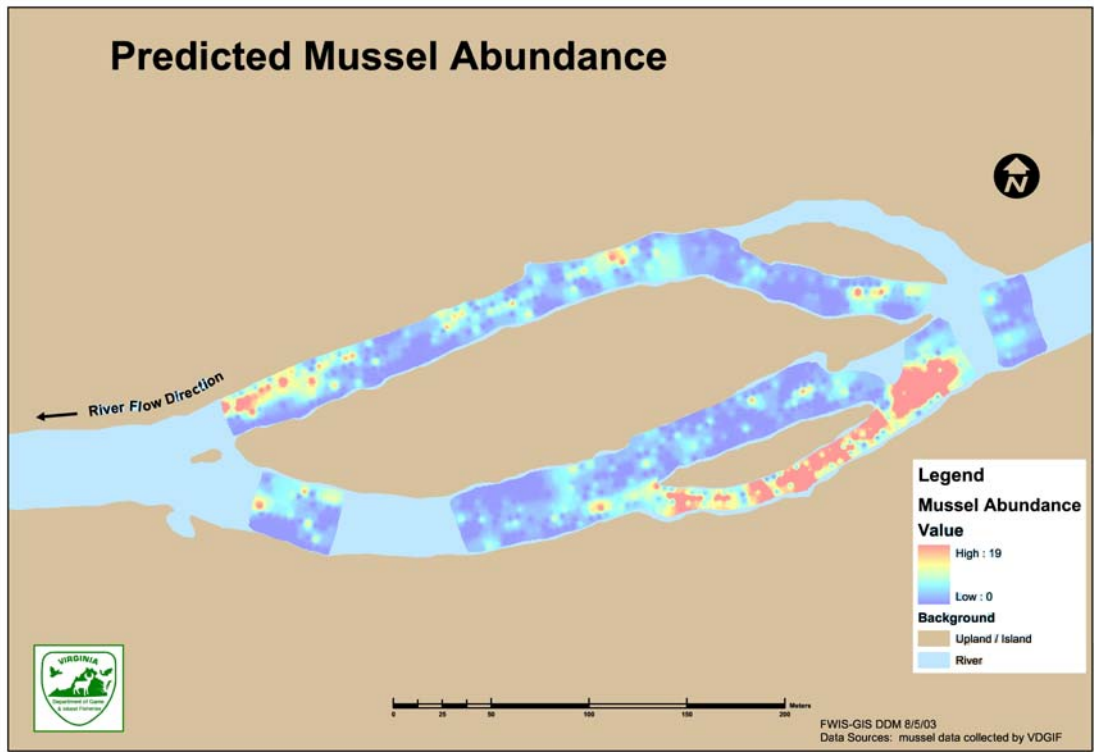 Predicted Mussel Abundance
N
River Flow Direction
Legend
Mussel Abundance
Value
High : 19
Low : 0
Background
Upland / Island
River
VIRGINIA
Department of Game
& Inland Fisheries
0 25 50 100 150 200 Meters
FWIS-GIS DDM 8/5/03
Data Sources: mussel data collected by VDGIF